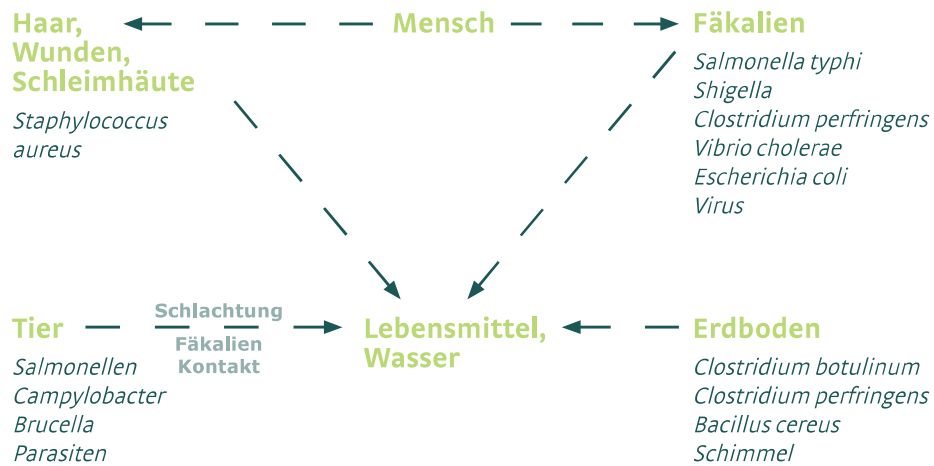 Haar,
Wunden,
Schleimhäute
Staphylococcus
aureus
Mensch
Fäkalien
Salmonella typhi
Shigella
Clostridium perfringens
Vibrio cholerae
Escherichia coli
Virus
Tier
Salmonellen
Campylobacter
Brucella
Parasiten
Schlachtung
Fäkalien
Kontakt
Lebensmittel,
Wasser
Erdboden
Clostridium botulinum
Clostridium perfringens
Bacillus cereus
Schimmel